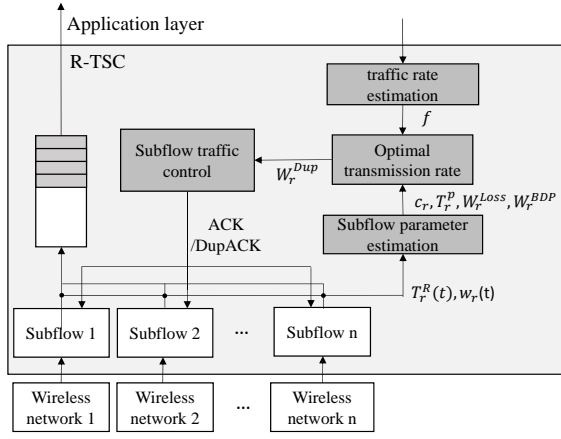 Application layer
R-TSC
traffic rate
estimation
f
Subflow traffic
control
W_r^{Dup}
Optimal
transmission rate
c_r, T_r^p, W_r^{Loss}, W_r^{BDP}
ACK
/DupACK
Subflow parameter
estimation
T_r^R(t), w_r(t)
Subflow 1
Subflow 2
...
Subflow n
Wireless
network 1
Wireless
network 2
...
Wireless
network n